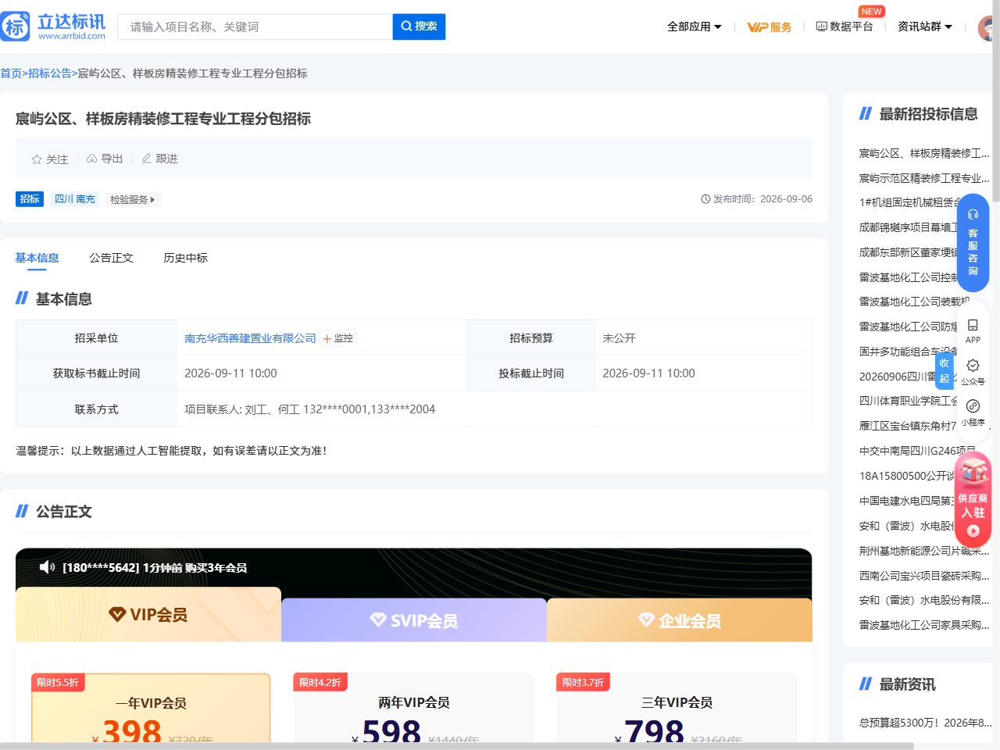 立达标讯
www.arrbid.com
请输入项目名称、关键词
搜索
全部应用
VIP服务
数据平台
NEW
资讯站群
首页>招标公告>宸屿公区、样板房精装修工程专业工程分包招标
宸屿公区、样板房精装修工程专业工程分包招标
关注
导出
跟进
招标
四川 南充
检验服务
发布时间：2026-09-06
基本信息
公告正文
历史中标
基本信息
招采单位
南充华西善建置业有限公司
监控
招标预算
未公开
获取标书截止时间
2026-09-11 10:00
投标截止时间
2026-09-11 10:00
联系方式
项目联系人: 刘工、何工 132****0001,133****2004
温馨提示：以上数据通过人工智能提取，如有误差请以正文为准！
公告正文
[180****5642] 1分钟前 购买3年会员
VIP会员
SVIP会员
企业会员
限时5.5折
一年VIP会员
¥398 ¥720/年
限时4.2折
两年VIP会员
¥598 ¥1440/年
限时3.7折
三年VIP会员
¥798 ¥2160/年
最新招投标信息
宸屿公区、样板房精装修工...
宸屿示范区精装修工程专业...
1#机组固定机械租赁合
成都锦樾序项目幕墙工
成都东部新区董家埂镇
雷波基地化工公司控制
雷波基地化工公司装载机
雷波基地化工公司防爆
固井多功能组合车设备
20260906四川雷
四川体育职业学院工会
雁江区宝台镇东角村7
中交中南局四川G246项目
18A15800500公开谈
中国电建水电四局第三
安和（雷波）水电股份
荆州基地新能源公司片碱采...
西南公司宝兴项目瓷砖采购...
安和（雷波）水电股份有限...
雷波基地化工公司家具采购...
最新资讯
总预算超5300万！2026年8...
客服咨询
APP
公众号
小程序
收起
供应商
入驻